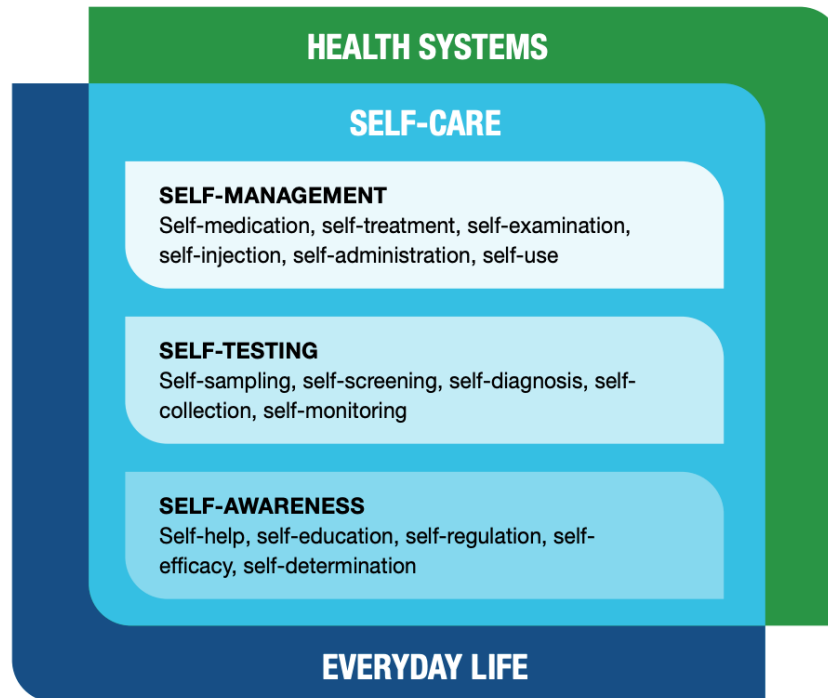 HEALTH SYSTEMS
SELF-CARE
SELF-MANAGEMENT
Self-medication, self-treatment, self-examination,
self-injection, self-administration, self-use
SELF-TESTING
Self-sampling, self-screening, self-diagnosis, self-
collection, self-monitoring
SELF-AWARENESS
Self-help, self-education, self-regulation, self-
efficacy, self-determination
EVERYDAY LIFE